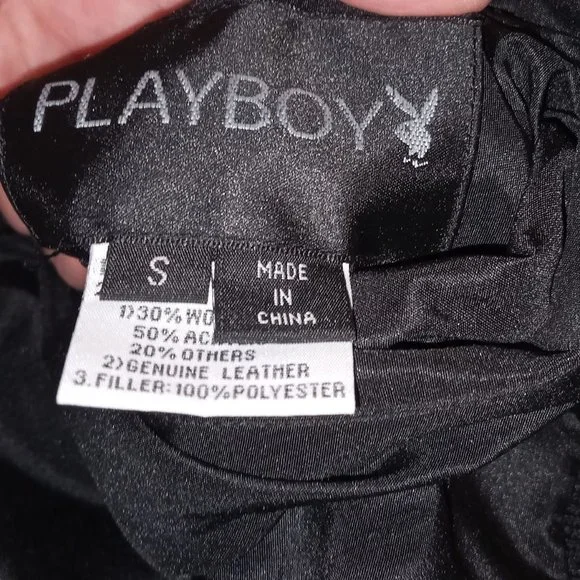 PLAYBOY
S
MADE
IN
CHINA
1)30%WO
50%AC
20% OTHERS
2)GENUINE LEATHER
3. FILLER:100%POLYESTER